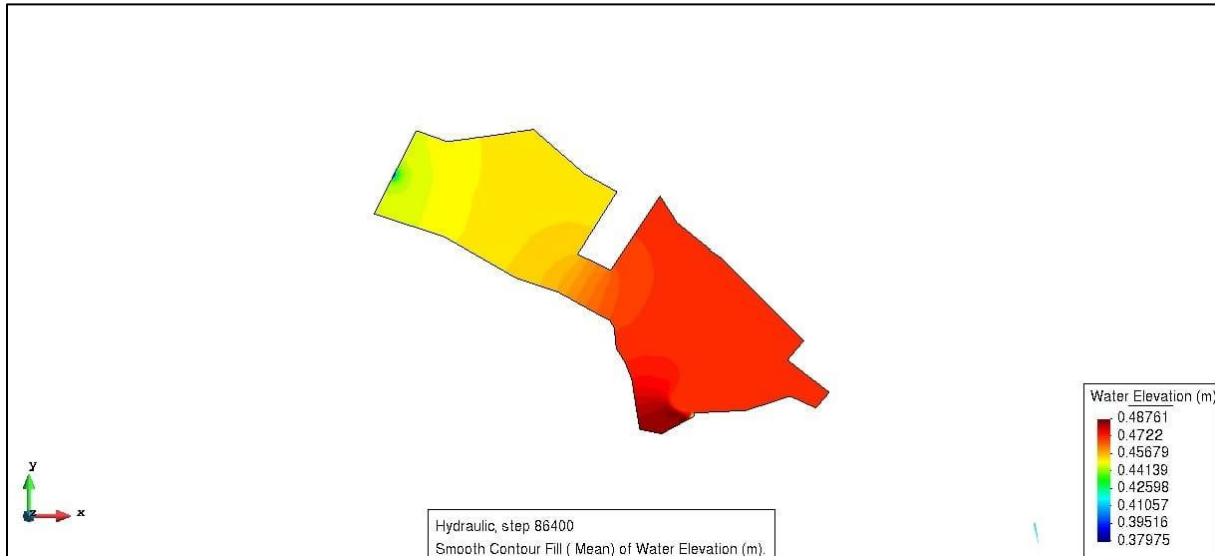 y
z
x
Hydraulic, step 86400
Smooth Contour Fill ( Mean) of Water Elevation (m).
Water Elevation (m)
0.48761
0.4722
0.45679
0.44139
0.42598
0.41057
0.39516
0.37975